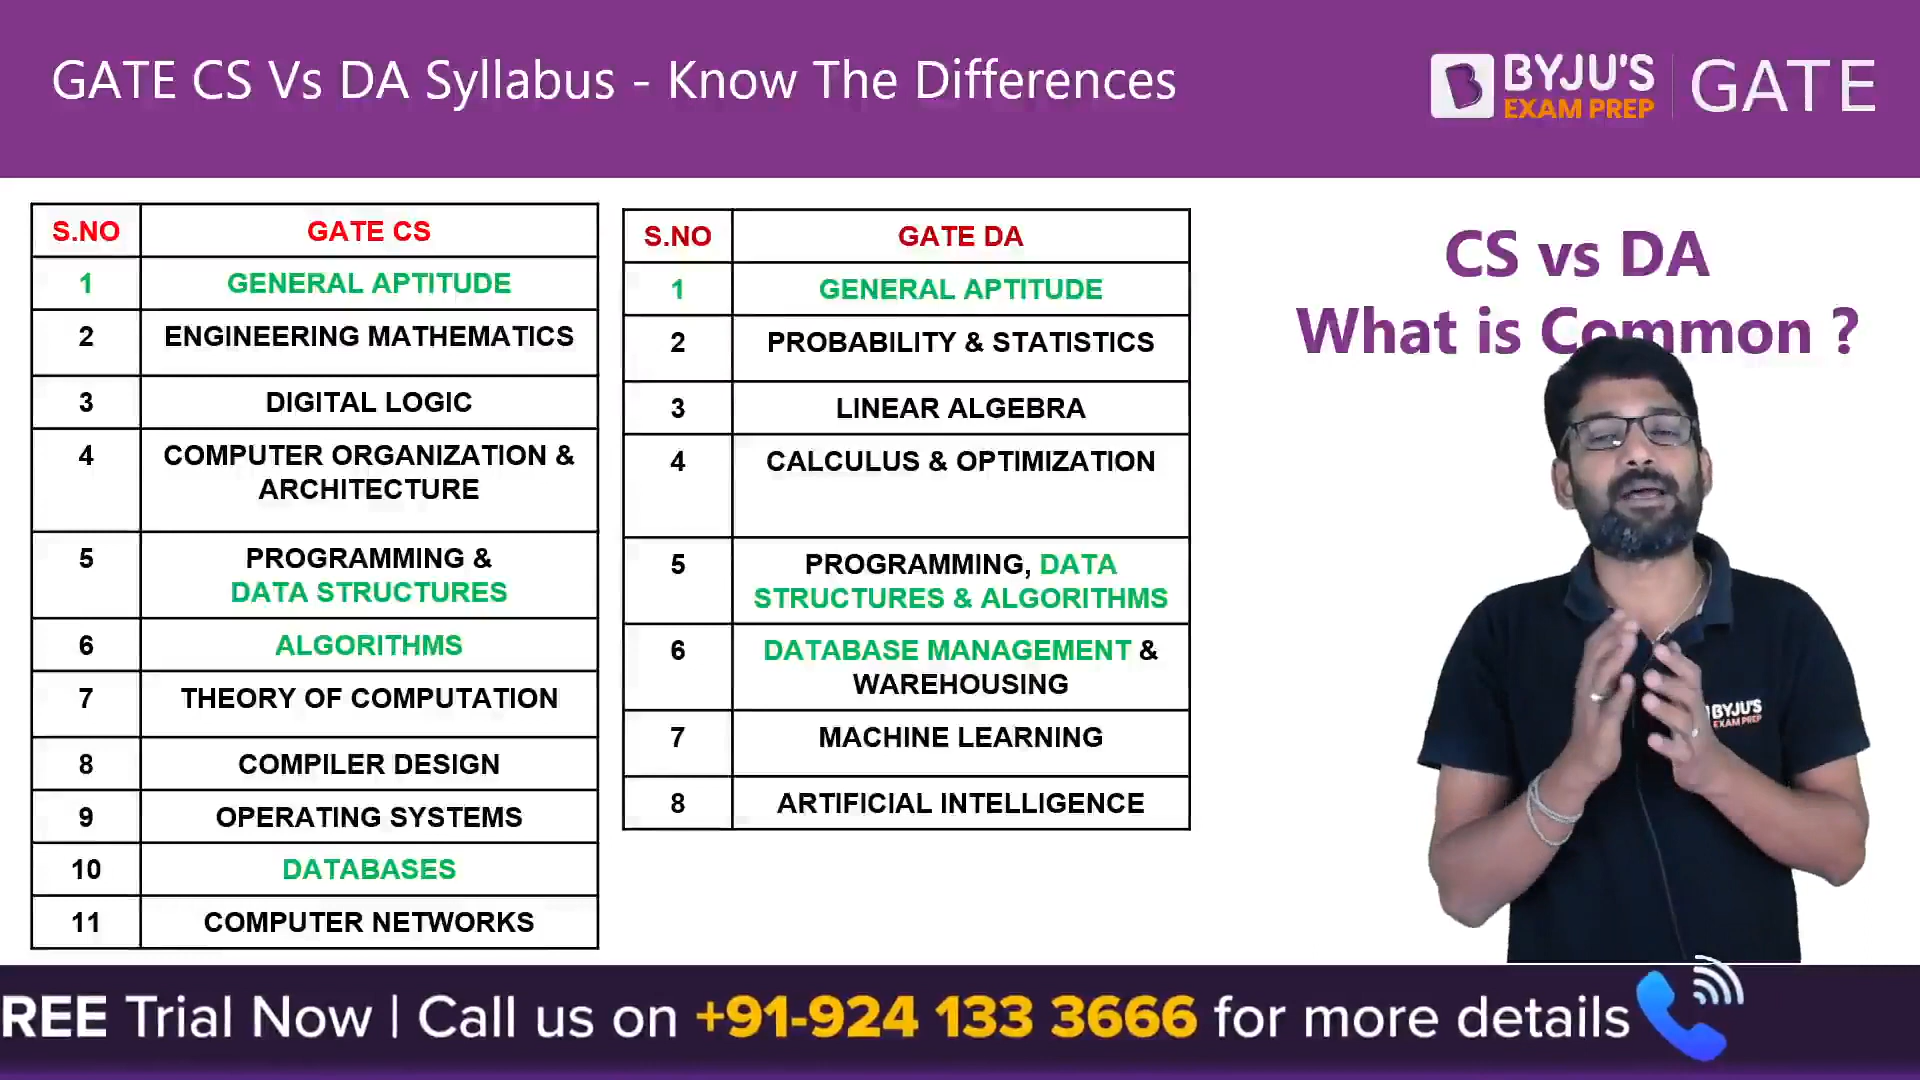 GATE CS Vs DA Syllabus - Know The Differences
BYJU'S
EXAM PREP
GATE
S.NO GATE CS
1 GENERAL APTITUDE
2 ENGINEERING MATHEMATICS
3 DIGITAL LOGIC
4 COMPUTER ORGANIZATION &
ARCHITECTURE
5 PROGRAMMING &
DATA STRUCTURES
6 ALGORITHMS
7 THEORY OF COMPUTATION
8 COMPILER DESIGN
9 OPERATING SYSTEMS
10 DATABASES
11 COMPUTER NETWORKS
S.NO GATE DA
1 GENERAL APTITUDE
2 PROBABILITY & STATISTICS
3 LINEAR ALGEBRA
4 CALCULUS & OPTIMIZATION
5 PROGRAMMING, DATA
STRUCTURES & ALGORITHMS
6 DATABASE MANAGEMENT &
WAREHOUSING
7 MACHINE LEARNING
8 ARTIFICIAL INTELLIGENCE
CS vs DA
What is Common ?
BYJU'S
EXAM PREP
REE Trial Now | Call us on +91-924 133 3666 for more details